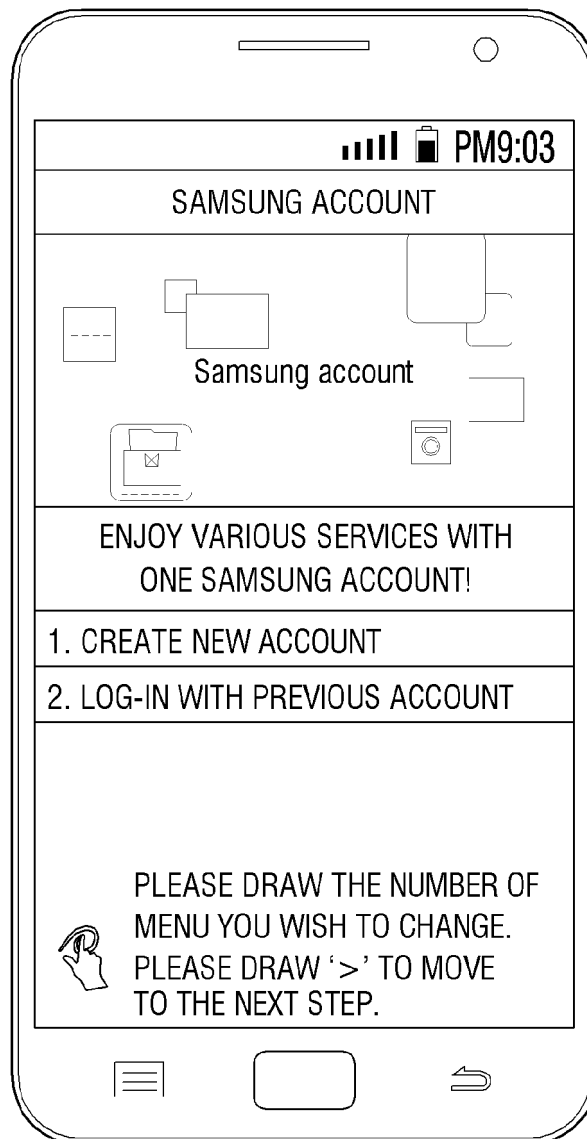 PM9:03
SAMSUNG ACCOUNT
Samsung account
ENJOY VARIOUS SERVICES WITH
ONE SAMSUNG ACCOUNT!
1. CREATE NEW ACCOUNT
2. LOG-IN WITH PREVIOUS ACCOUNT
PLEASE DRAW THE NUMBER OF
MENU YOU WISH TO CHANGE.
PLEASE DRAW ‘>’ TO MOVE
TO THE NEXT STEP.